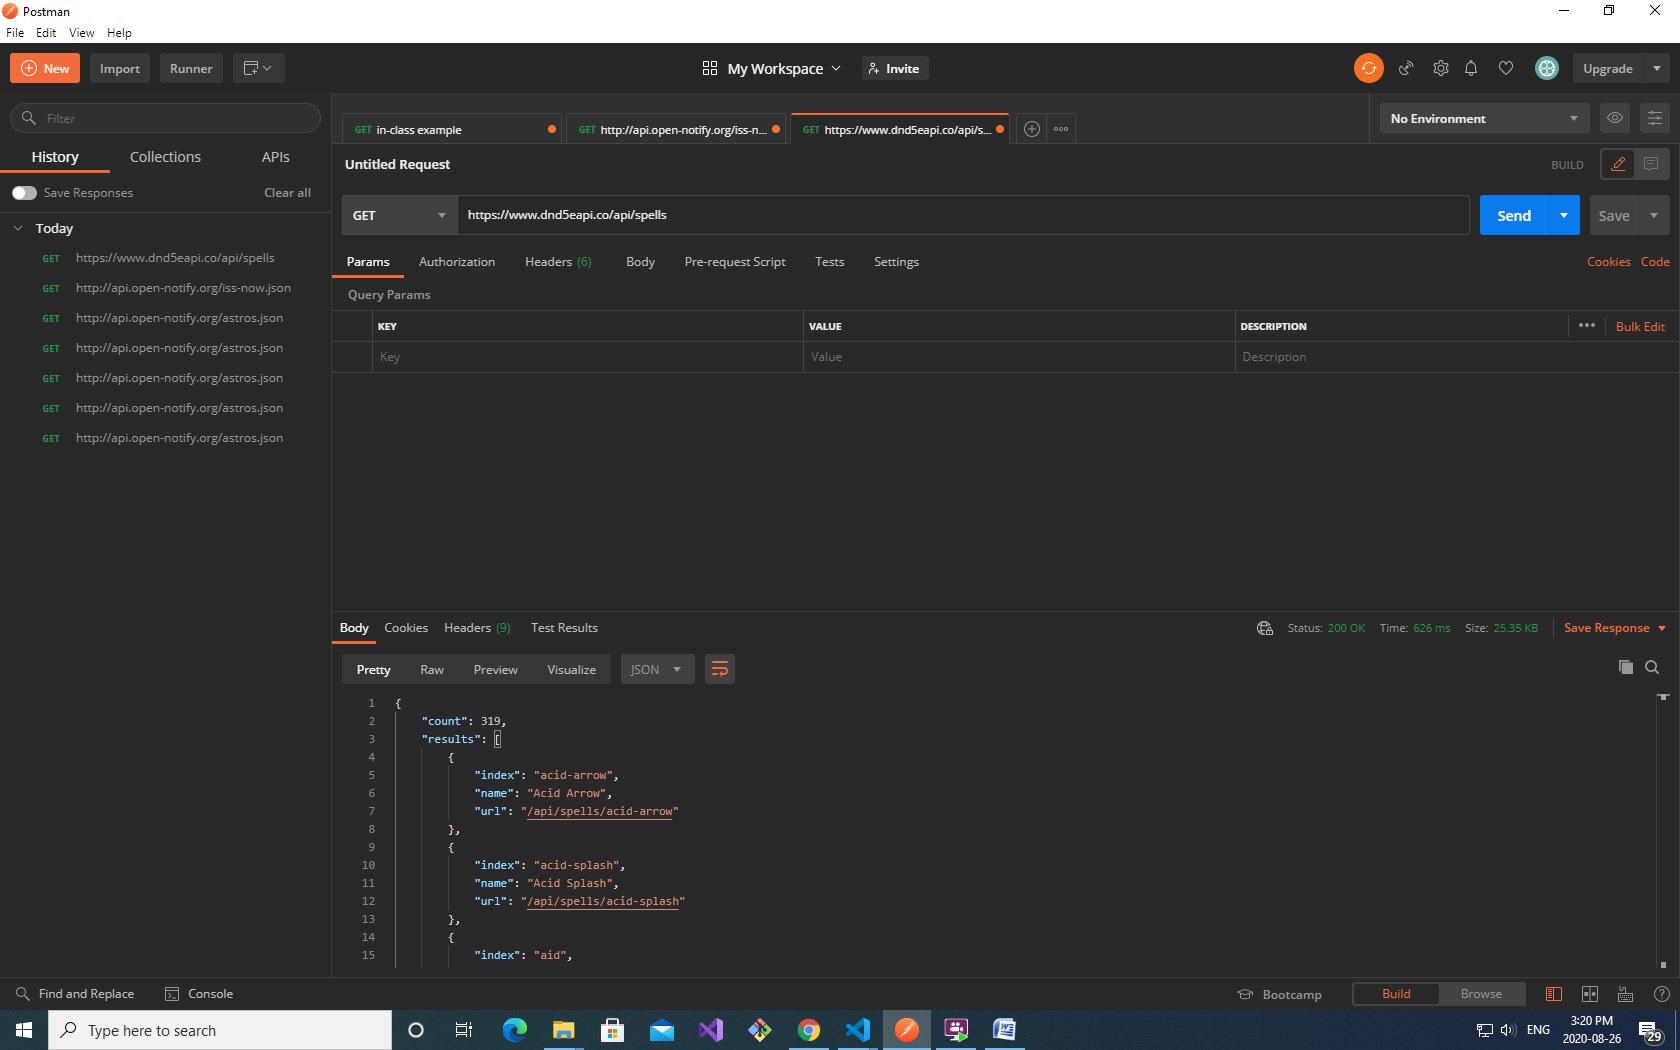 Postman
File Edit View Help
New Import Runner My Workspace Invite Upgrade
Filter
History Collections APIs
Save Responses Clear all
Today
GET https://www.dnd5eapi.co/api/spells
GET http://api.open-notify.org/iss-now.json
GET http://api.open-notify.org/astros.json
GET http://api.open-notify.org/astros.json
GET http://api.open-notify.org/astros.json
GET http://api.open-notify.org/astros.json
GET http://api.open-notify.org/astros.json
GET in-class example GET http://api.open-notify.org/iss-n... GET https://www.dnd5eapi.co/api/s... No Environment
Untitled Request BUILD
GET https://www.dnd5eapi.co/api/spells Send Save
Params Authorization Headers (6) Body Pre-request Script Tests Settings Cookies Code
Query Params
KEY VALUE DESCRIPTION Bulk Edit
Key Value Description
Body Cookies Headers (9) Test Results Status: 200 OK Time: 626 ms Size: 25.35 KB Save Response
Pretty Raw Preview Visualize JSON
1 {
2 "count": 319,
3 "results": [
4 {
5 "index": "acid-arrow",
6 "name": "Acid Arrow",
7 "url": "/api/spells/acid-arrow"
8 },
9 {
10 "index": "acid-splash",
11 "name": "Acid Splash",
12 "url": "/api/spells/acid-splash"
13 },
14 {
15 "index": "aid",
Find and Replace Console Bootcamp Build Browse
Type here to search ENG 3:20 PM
2020-08-26 29